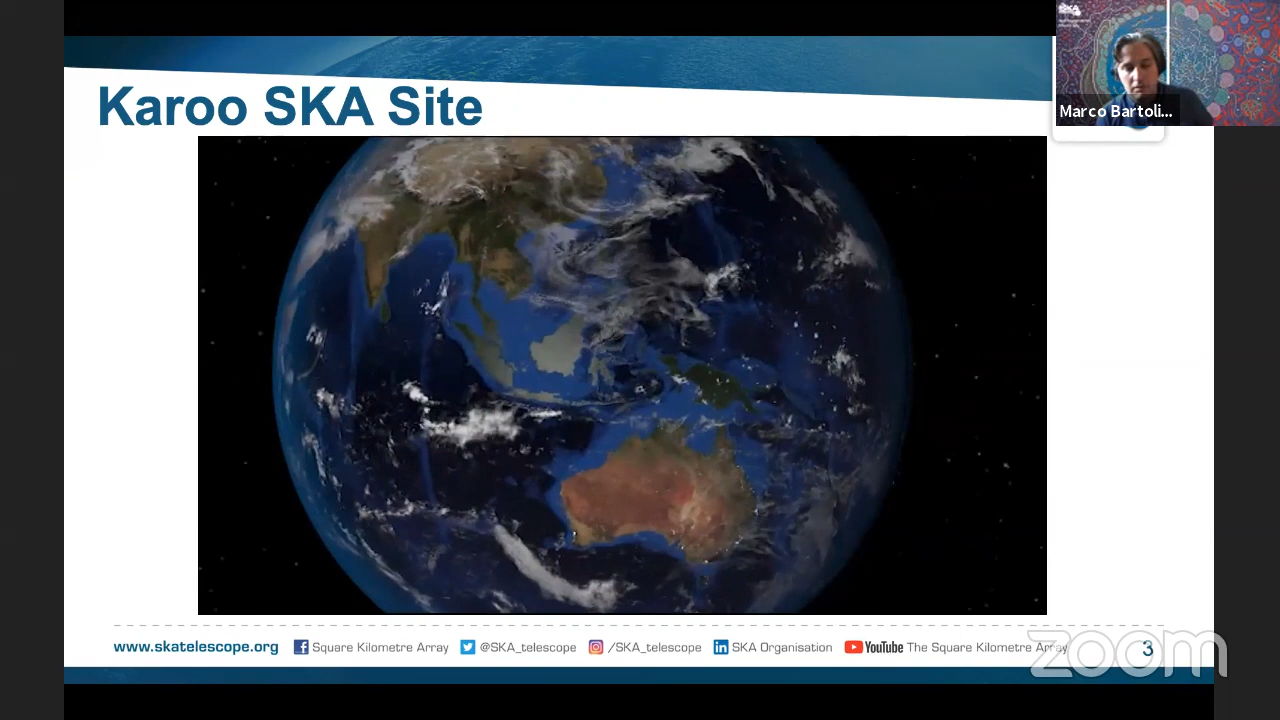 Karoo SKA Site
SKA
Marco Bartoli...
www.skatelescope.org
Square Kilometre Array
@SKA_telescope
/SKA_telescope
SKA Organisation
YouTube The Square Kilometre Array
3
zoom